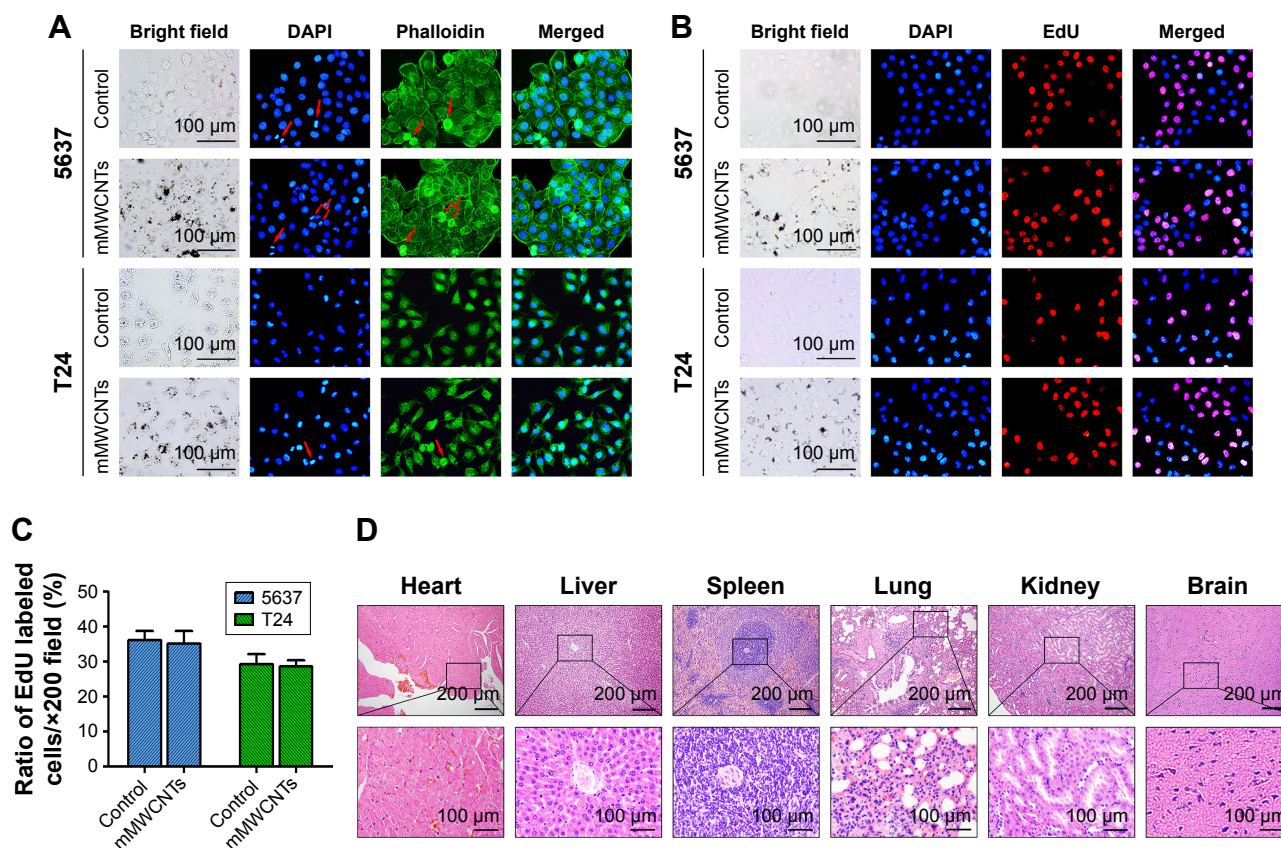 A
Bright field DAPI Phalloidin Merged
5637
Control
100 µm
mMWCNTs
100 µm
T24
Control
100 µm
mMWCNTs
100 µm
B
Bright field DAPI EdU Merged
5637
Control
100 µm
mMWCNTs
100 µm
T24
Control
100 µm
mMWCNTs
100 µm
C
Ratio of EdU labeled
cells/×200 field (%)
50
40
30
20
10
0
5637
T24
Control
mMWCNTs
Control
mMWCNTs
D
Heart Liver Spleen Lung Kidney Brain
200 µm 200 µm 200 µm 200 µm 200 µm 200 µm
100 µm 100 µm 100 µm 100 µm 100 µm 100 µm